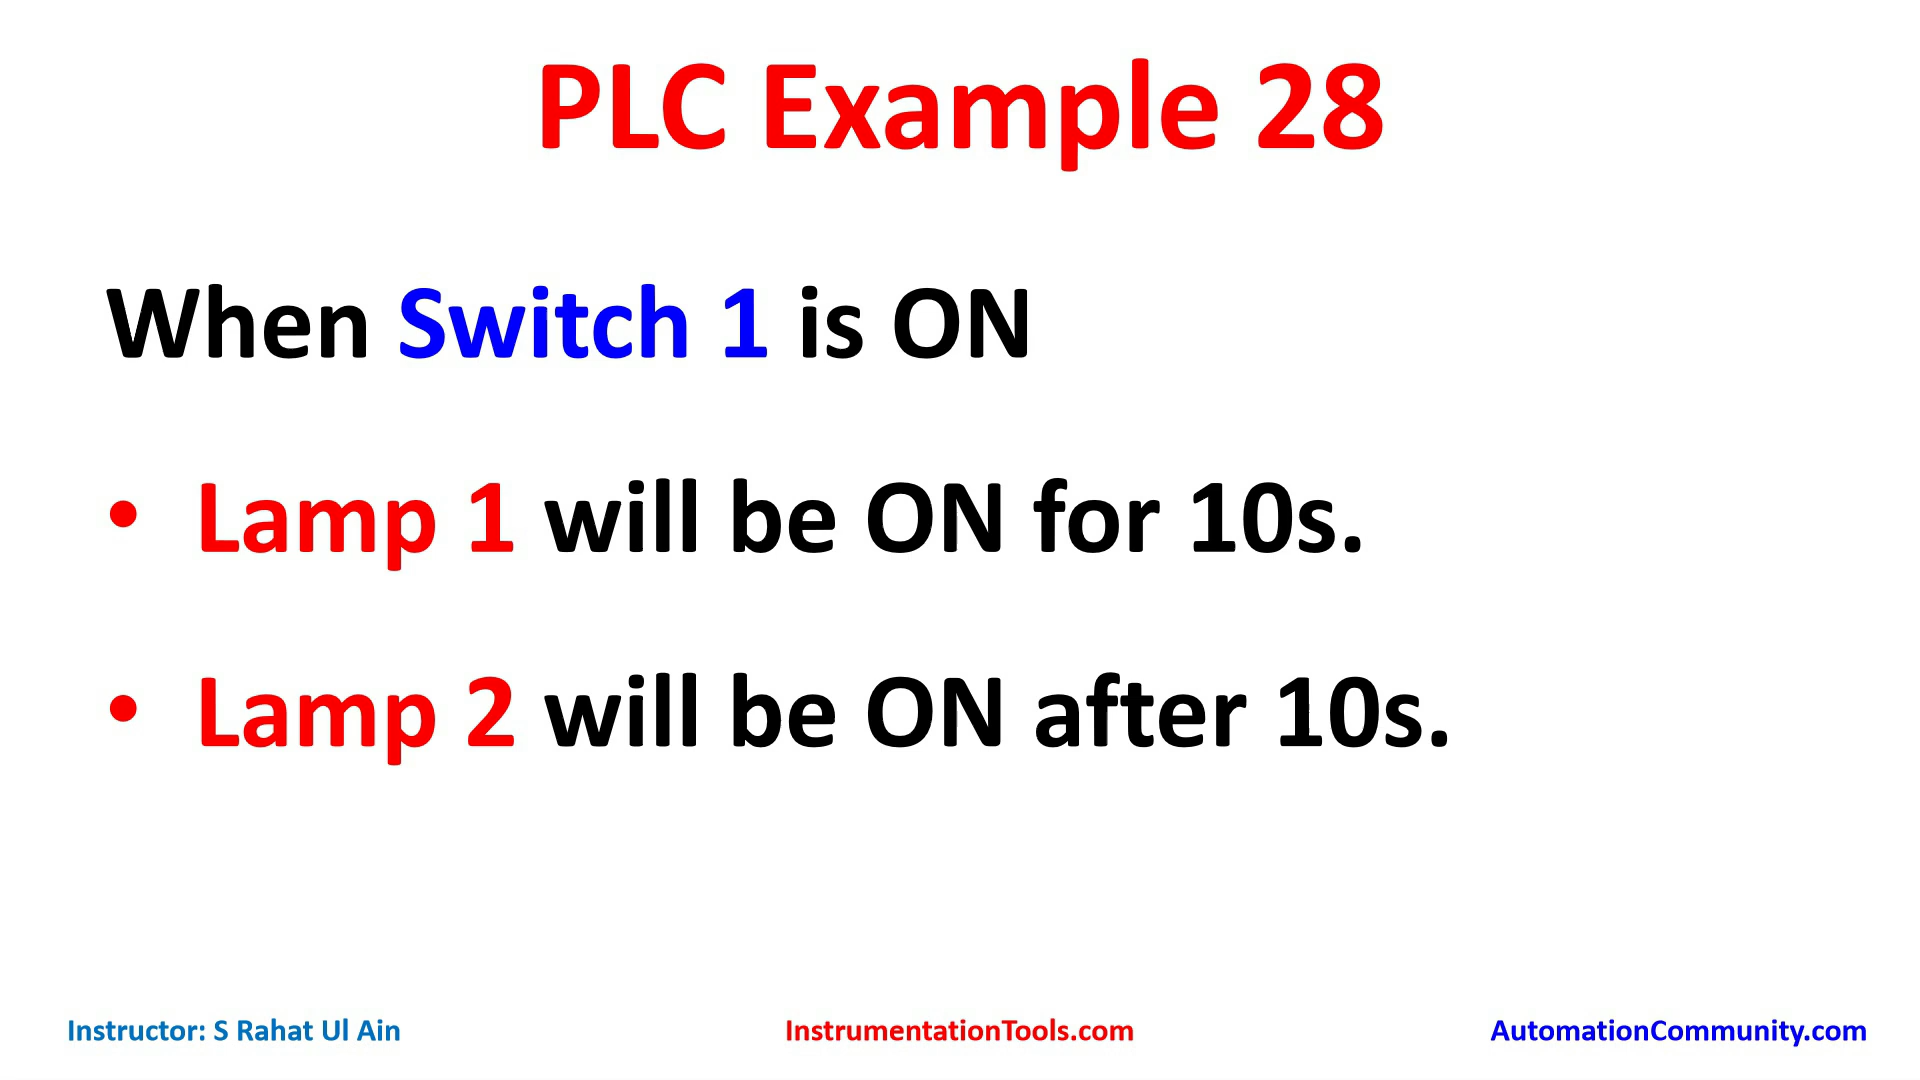 PLC Example 28
When Switch 1 is ON
• Lamp 1 will be ON for 10s.
• Lamp 2 will be ON after 10s.
Instructor: S Rahat Ul Ain
InstrumentationTools.com
AutomationCommunity.com